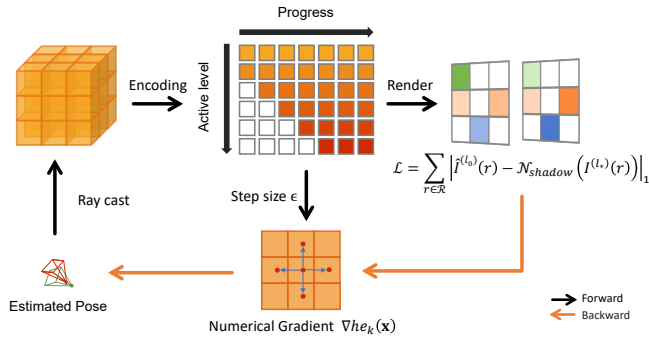 Progress
Encoding
Active level
Render
Ray cast
Step size ϵ
ℒ = ∑_{r∈ℛ} |Î^{(l_0)}(r) − 𝒩_{shadow}(I^{(l_s)}(r))|_1
Estimated Pose
Numerical Gradient ∇he_k(𝐱)
Forward
Backward